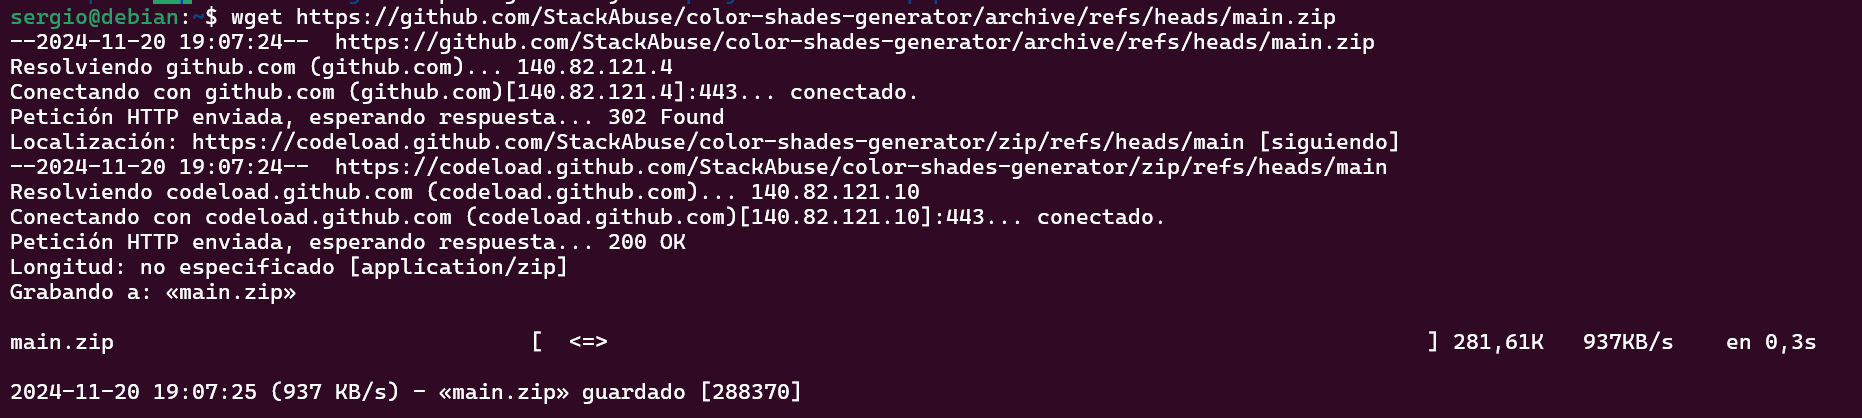 sergio@debian:~$ wget https://github.com/StackAbuse/color-shades-generator/archive/refs/heads/main.zip
--2024-11-20 19:07:24--  https://github.com/StackAbuse/color-shades-generator/archive/refs/heads/main.zip
Resolviendo github.com (github.com)... 140.82.121.4
Conectando con github.com (github.com)[140.82.121.4]:443... conectado.
Petición HTTP enviada, esperando respuesta... 302 Found
Localización: https://codeload.github.com/StackAbuse/color-shades-generator/zip/refs/heads/main [siguiendo]
--2024-11-20 19:07:24--  https://codeload.github.com/StackAbuse/color-shades-generator/zip/refs/heads/main
Resolviendo codeload.github.com (codeload.github.com)... 140.82.121.10
Conectando con codeload.github.com (codeload.github.com)[140.82.121.10]:443... conectado.
Petición HTTP enviada, esperando respuesta... 200 OK
Longitud: no especificado [application/zip]
Grabando a: «main.zip»
main.zip [ <=> ] 281,61K 937KB/s en 0,3s
2024-11-20 19:07:25 (937 KB/s) - «main.zip» guardado [288370]